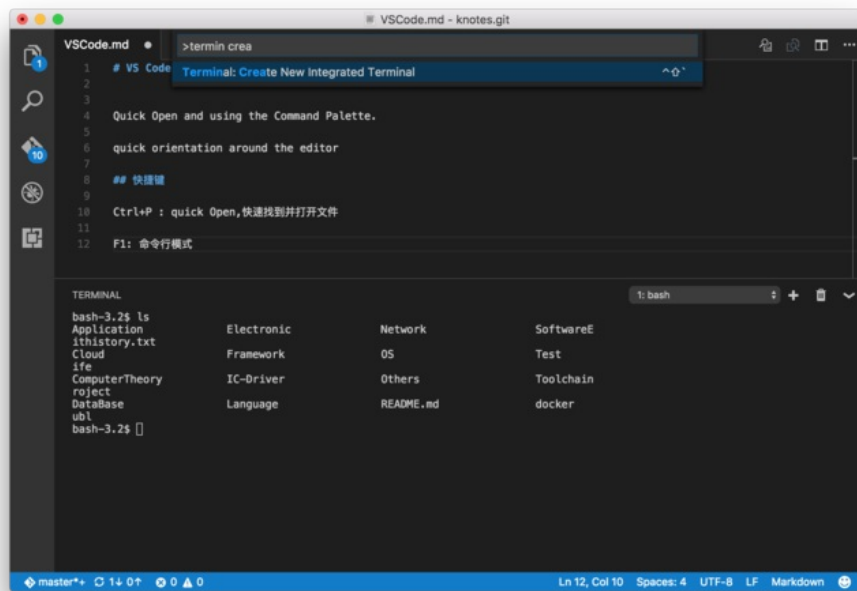 VSCode.md - knotes.git
VSCode.md
>termin crea
Terminal: Create New Integrated Terminal ^⇧`
1 # VS Code
2
3
4 Quick Open and using the Command Palette.
5
6 quick orientation around the editor
7
8 ## 快捷键
9
10 Ctrl+P : quick Open,快速找到并打开文件
11
12 F1: 命令行模式
1
10
TERMINAL 1: bash
bash-3.2$ ls
Application Electronic Network SoftwareE
ithistory.txt
Cloud Framework OS Test
ife
ComputerTheory IC-Driver Others Toolchain
roject
DataBase Language README.md docker
ubl
bash-3.2$
master*+ 1↓ 0↑ 0 0 Ln 12, Col 10 Spaces: 4 UTF-8 LF Markdown